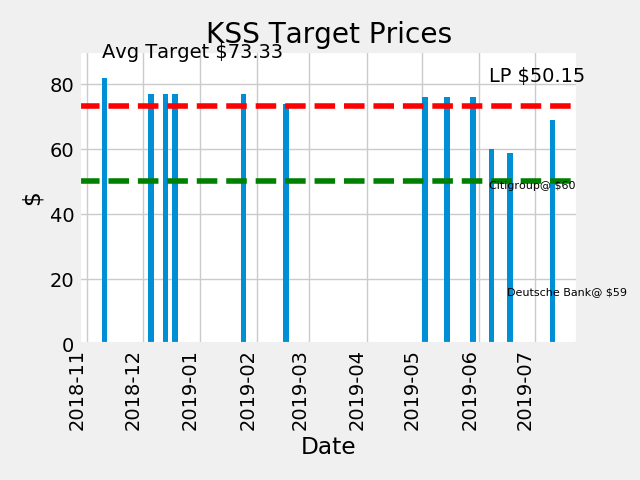 KSS Target Prices
Avg Target $73.33
LP $50.15
80
60
Citigroup@ $60
40
$
20
Deutsche Bank@ $59
0
2018-11
2018-12
2019-01
2019-02
2019-03
2019-04
2019-05
2019-06
2019-07
Date